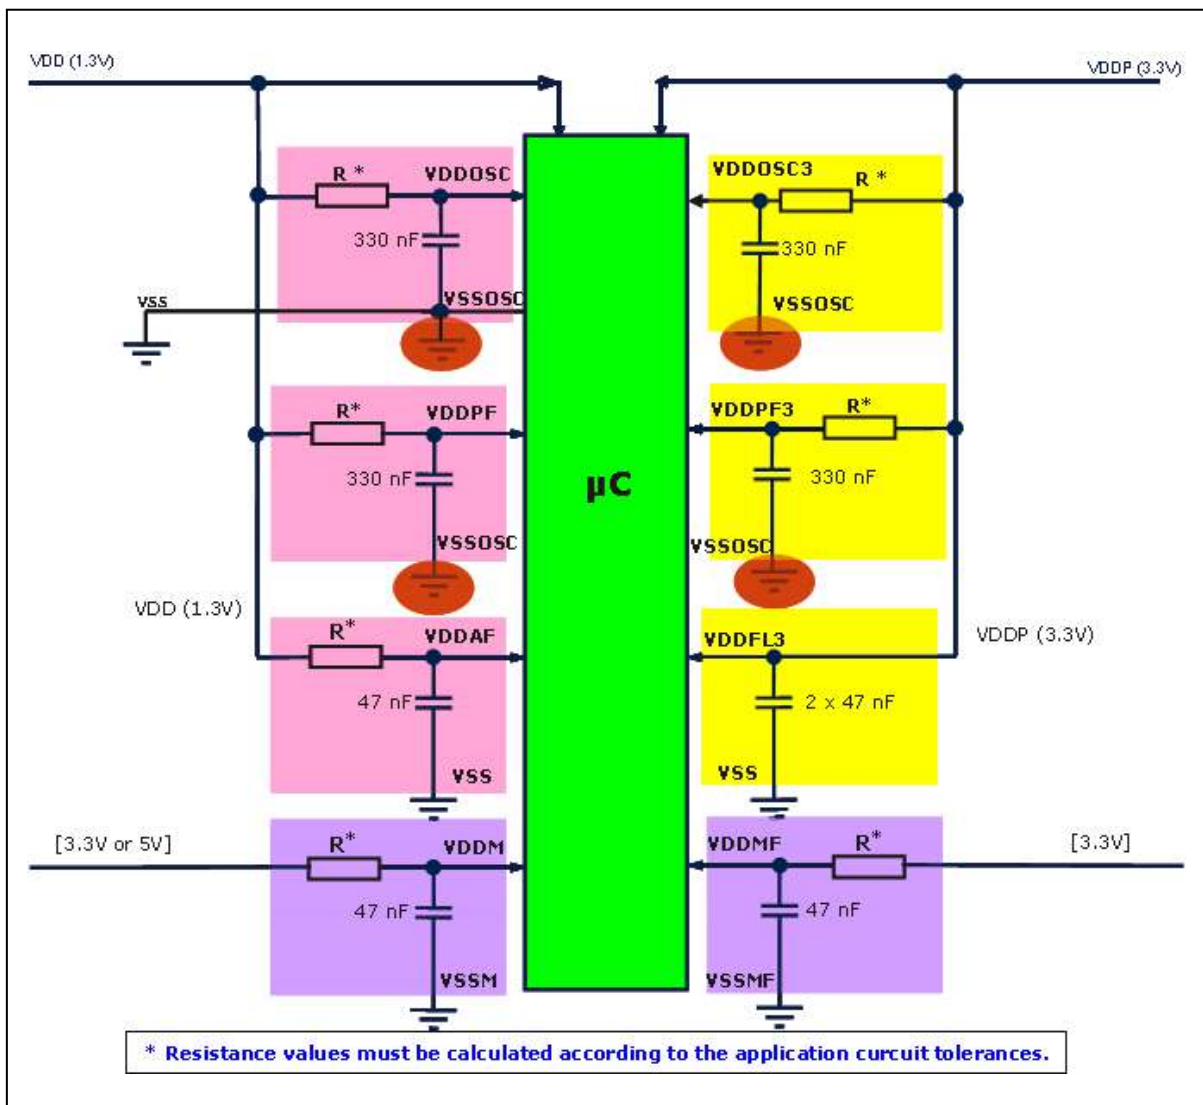 VDD (1.3V)
VDDP (3.3V)
R*
VDDOSC
330 nF
VSSOSC
VSS
VDDOSC3
R*
330 nF
VSSOSC
R*
VDDPF
330 nF
VSSOSC
VDDPF3
R*
330 nF
VSSOSC
µC
VDD (1.3V)
R*
VDDAF
47 nF
VSS
VDDFL3
VDDP (3.3V)
2 x 47 nF
VSS
[3.3V or 5V]
R*
VDDM
47 nF
VSSM
VDDMF
R*
[3.3V]
47 nF
VSSMF
* Resistance values must be calculated according to the application curcuit tolerances.